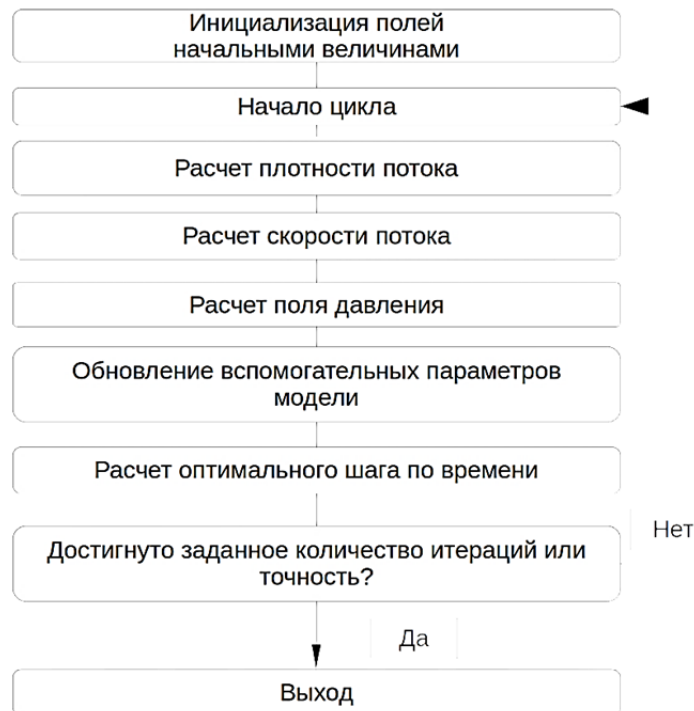 Инициализация полей
начальными величинами
Начало цикла
Расчет плотности потока
Расчет скорости потока
Расчет поля давления
Обновление вспомогательных параметров
модели
Расчет оптимального шага по времени
Нет
Достигнуто заданное количество итераций или
точность?
Да
Выход